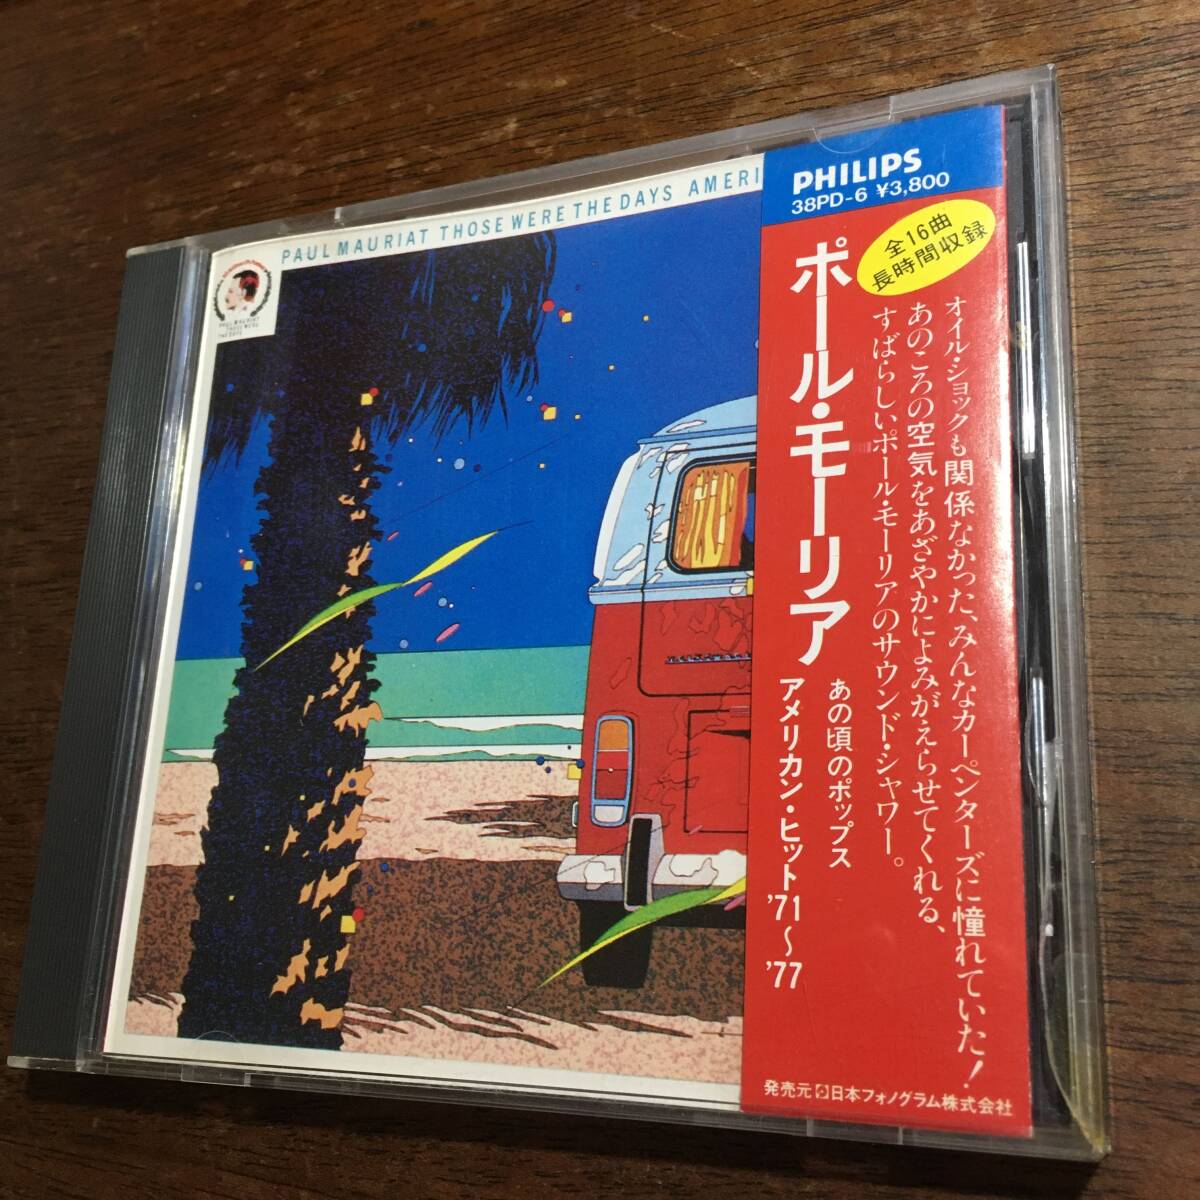 PAUL MAURIAT THOSE WERE THE DAYS AMERI
PAUL MAURIAT
THOSE WERE
THE DAYS
PHILIPS
38PD-6 ¥3,800
全16曲
長時間収録
ポール・モーリア
あの頃のポップス
アメリカン・ヒット'71〜'77
オイル・ショックも関係なかった、みんなカーペンターズに憧れていた!
あのころの空気をあざやかによみがえらせてくれる、
すばらしいポール・モーリアのサウンド・シャワー。
発売元 日本フォノグラム株式会社